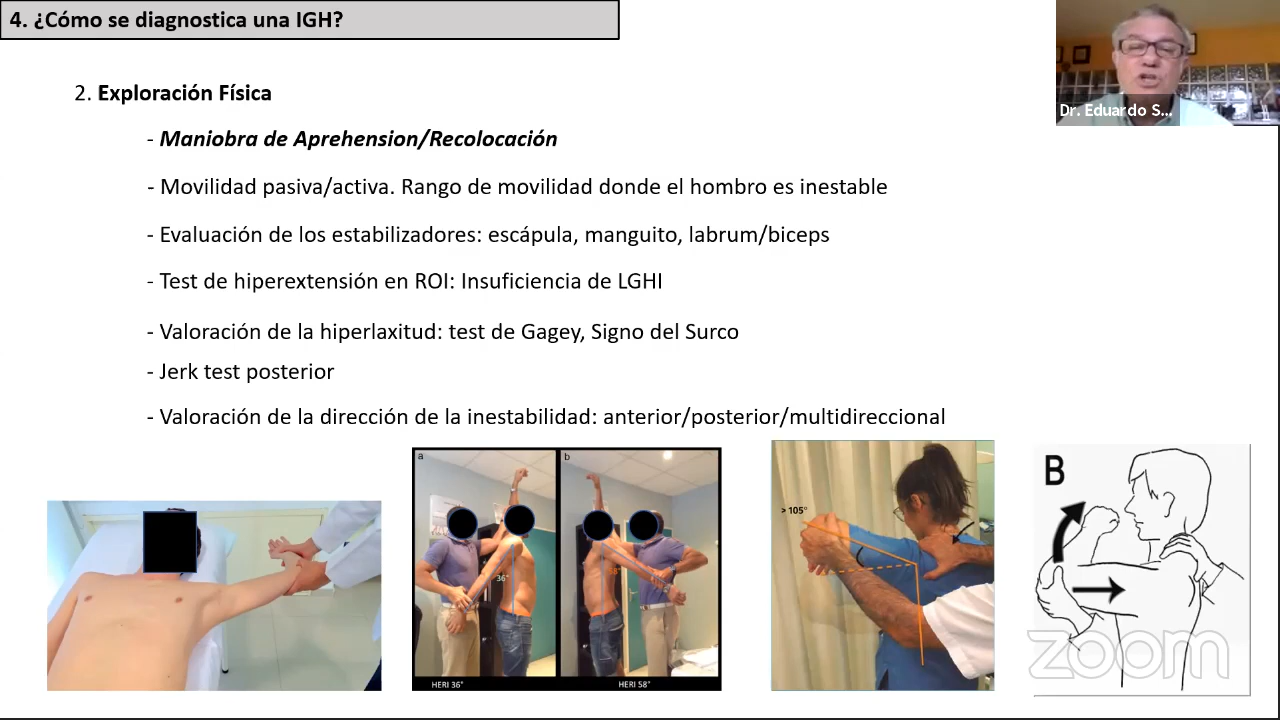 4. ¿Cómo se diagnostica una IGH?
Dr. Eduardo S...
2. Exploración Física
- Maniobra de Aprehension/Recolocación
- Movilidad pasiva/activa. Rango de movilidad donde el hombro es inestable
- Evaluación de los estabilizadores: escápula, manguito, labrum/biceps
- Test de hiperextensión en ROI: Insuficiencia de LGHI
- Valoración de la hiperlaxitud: test de Gagey, Signo del Surco
- Jerk test posterior
- Valoración de la dirección de la inestabilidad: anterior/posterior/multidireccional
a
b
36°
58°
HERI 36°
HERI 58°
> 105°
B
zoom